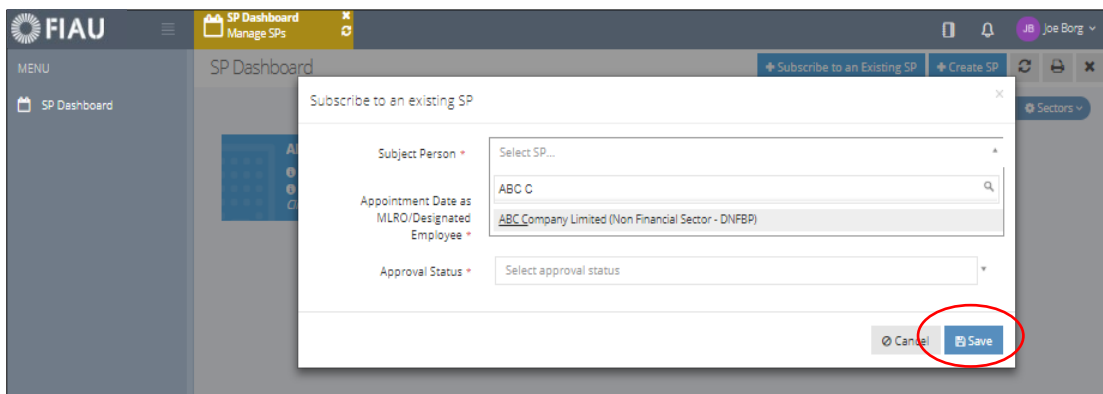 FIAU
SP Dashboard
Manage SPs
JB Joe Borg
MENU
SP Dashboard
SP Dashboard
Subscribe to an Existing SP
Create SP
Sectors
Subscribe to an existing SP
Subject Person *
Select SP...
ABC C
ABC Company Limited (Non Financial Sector - DNFBP)
Appointment Date as
MLRO/Designated
Employee *
Approval Status *
Select approval status
Cancel
Save